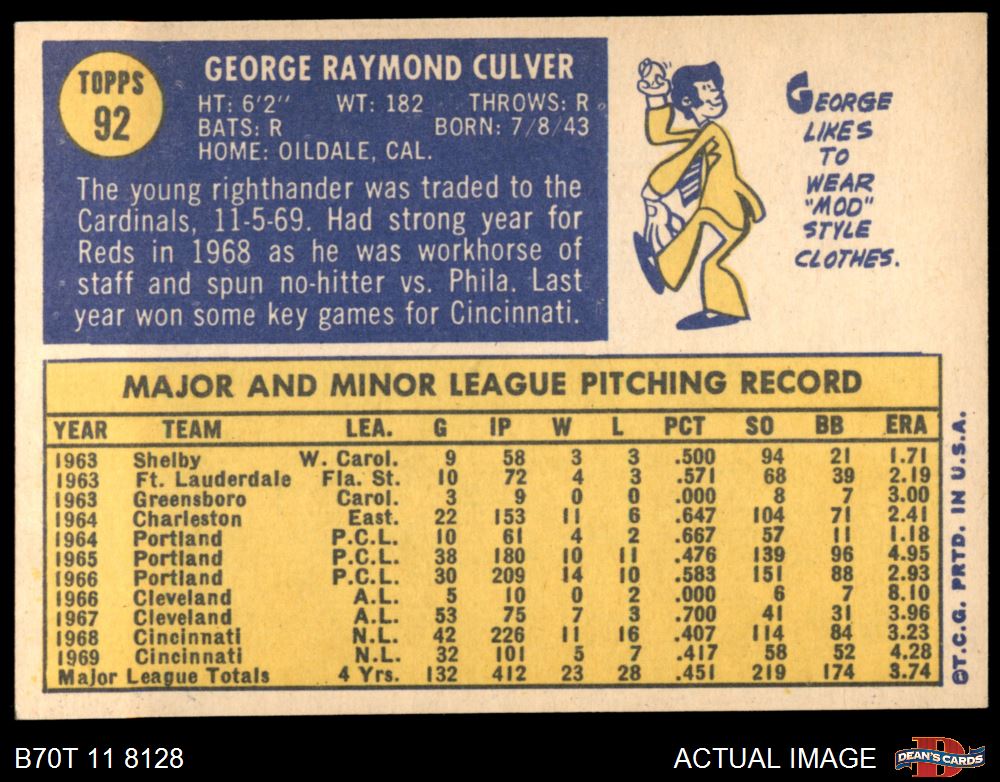 TOPPS
92
GEORGE RAYMOND CULVER
HT: 6'2" WT: 182 THROWS: R
BATS: R BORN: 7/8/43
HOME: OILDALE, CAL.
The young righthander was traded to the
Cardinals, 11-5-69. Had strong year for
Reds in 1968 as he was workhorse of
staff and spun no-hitter vs. Phila. Last
year won some key games for Cincinnati.
GEORGE
LIKES
TO
WEAR
"MOD"
STYLE
CLOTHES.
MAJOR AND MINOR LEAGUE PITCHING RECORD
YEAR TEAM LEA. G IP W L PCT SO BB ERA
1963 Shelby W. Carol. 9 58 3 3 .500 94 21 1.71
1963 Ft. Lauderdale Fla. St. 10 72 4 3 .571 68 39 2.19
1963 Greensboro Carol. 3 9 0 0 .000 8 7 3.00
1964 Charleston East. 22 153 11 6 .647 104 71 2.41
1964 Portland P.C.L. 10 61 4 2 .667 57 11 1.18
1965 Portland P.C.L. 38 180 10 11 .476 139 96 4.95
1966 Portland P.C.L. 30 209 14 10 .583 151 88 2.93
1966 Cleveland A.L. 5 10 0 2 .000 6 7 8.10
1967 Cleveland A.L. 53 75 7 3 .700 41 31 3.96
1968 Cincinnati N.L. 42 226 11 16 .407 114 84 3.23
1969 Cincinnati N.L. 32 101 5 7 .417 58 52 4.28
Major League Totals 4 Yrs. 132 412 23 28 .451 219 174 3.74
©T.C.G. PRTD. IN U.S.A.
B70T 11 8128
ACTUAL IMAGE
D
DEAN'S CARDS